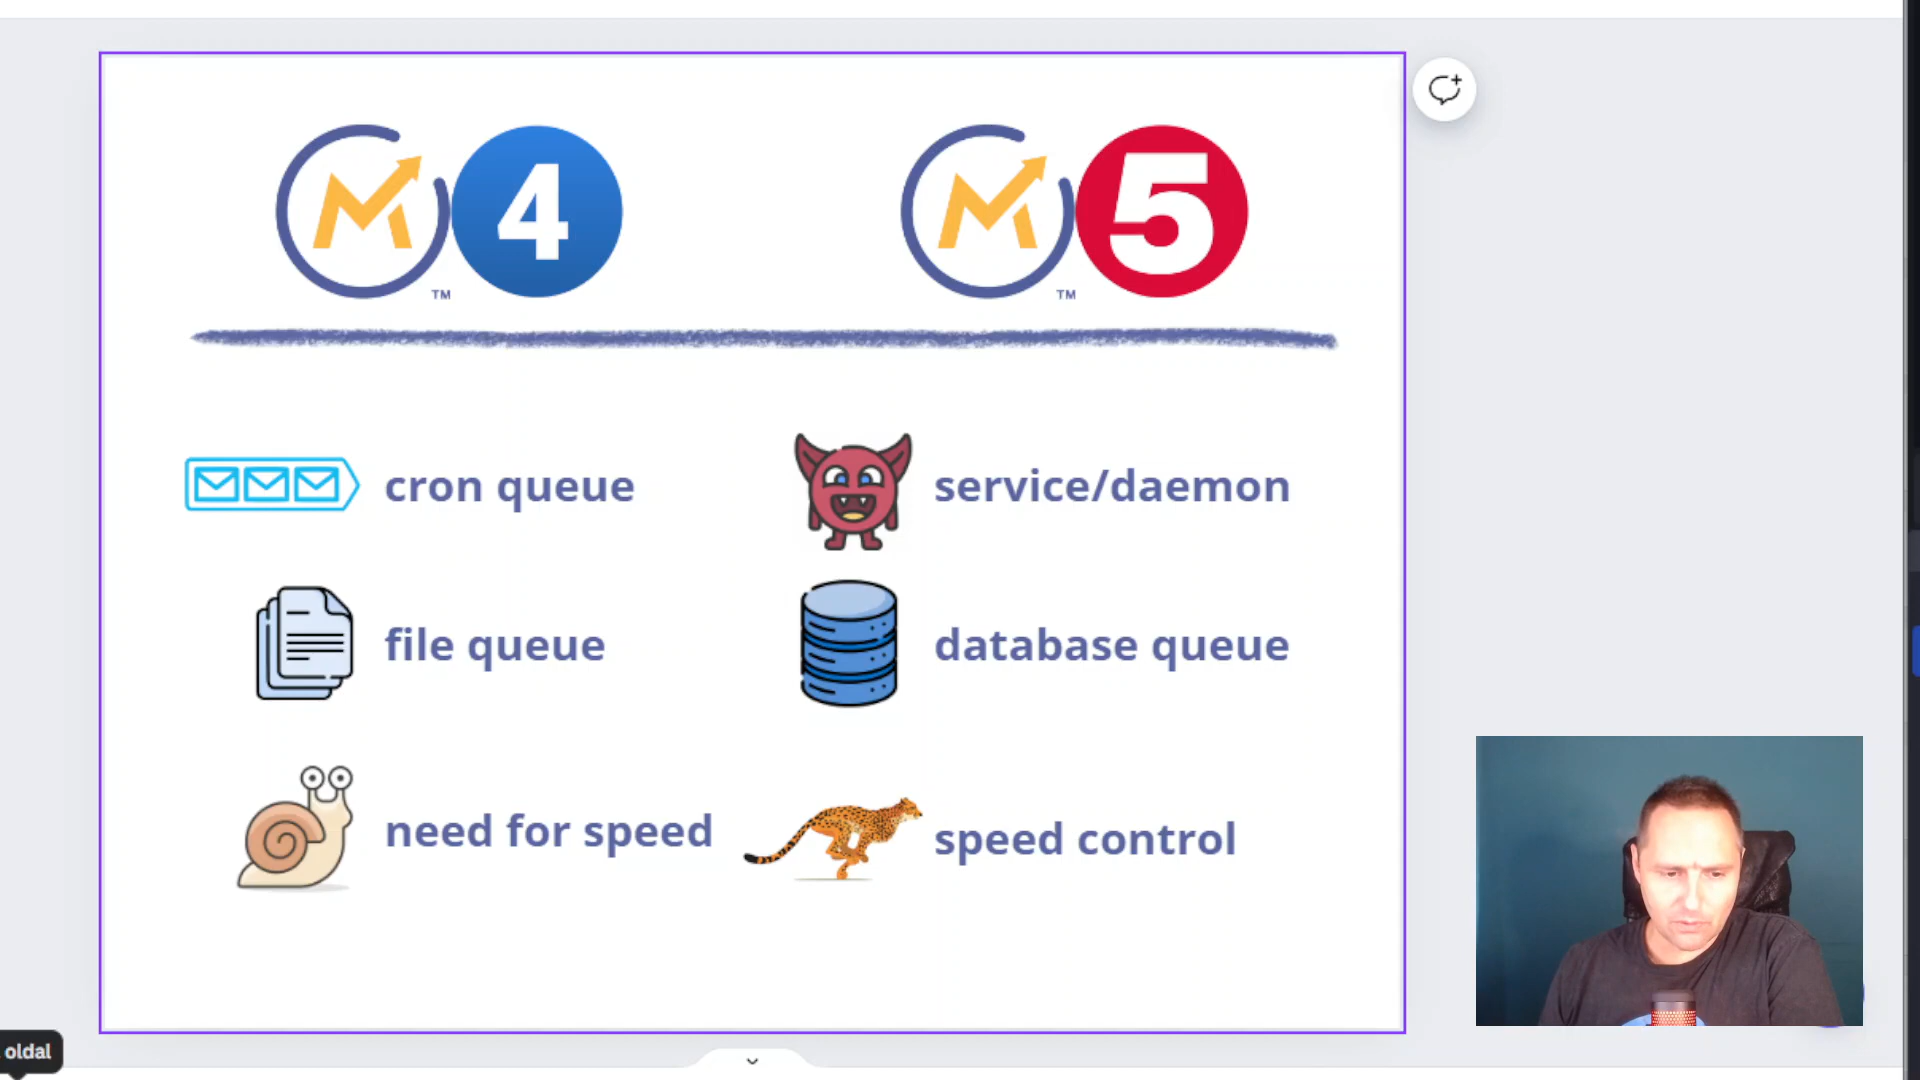 M 4
TM
M 5
TM
cron queue
service/daemon
file queue
database queue
need for speed
speed control
oldal